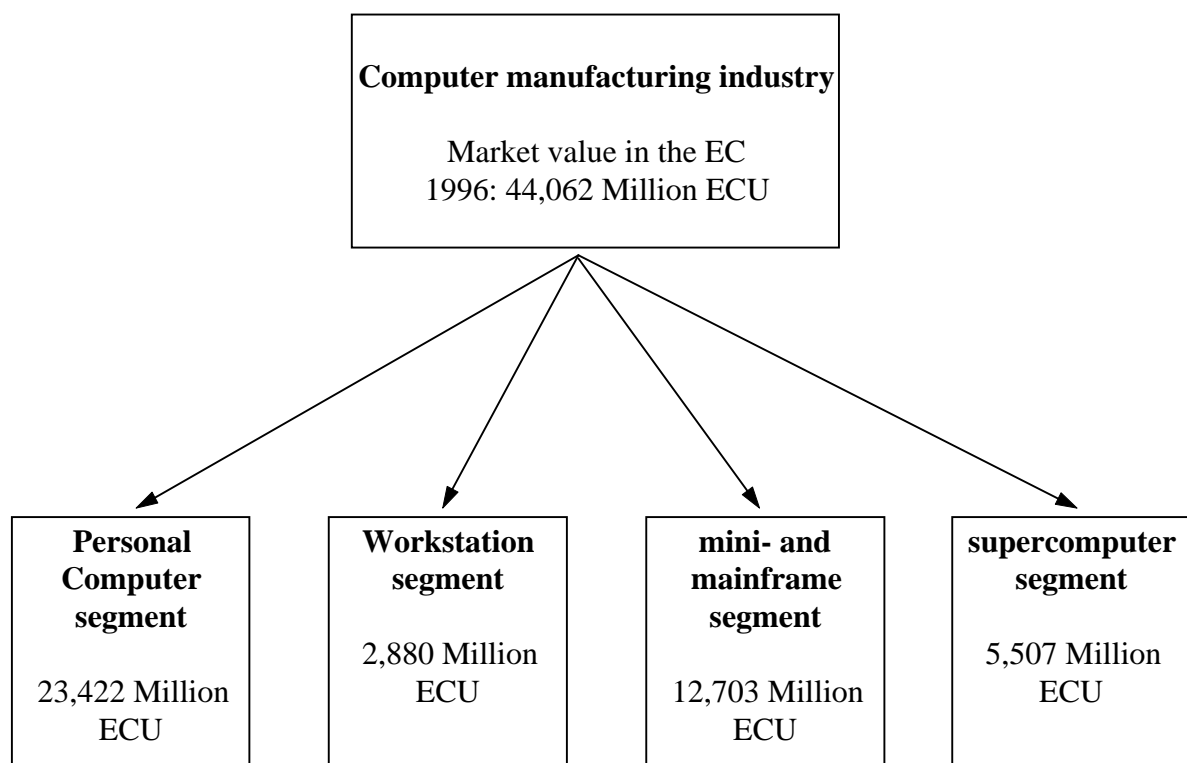 Computer manufacturing industry
Market value in the EC
1996: 44,062 Million ECU
Personal
Computer
segment
23,422 Million
ECU
Workstation
segment
2,880 Million
ECU
mini- and
mainframe
segment
12,703 Million
ECU
supercomputer
segment
5,507 Million
ECU